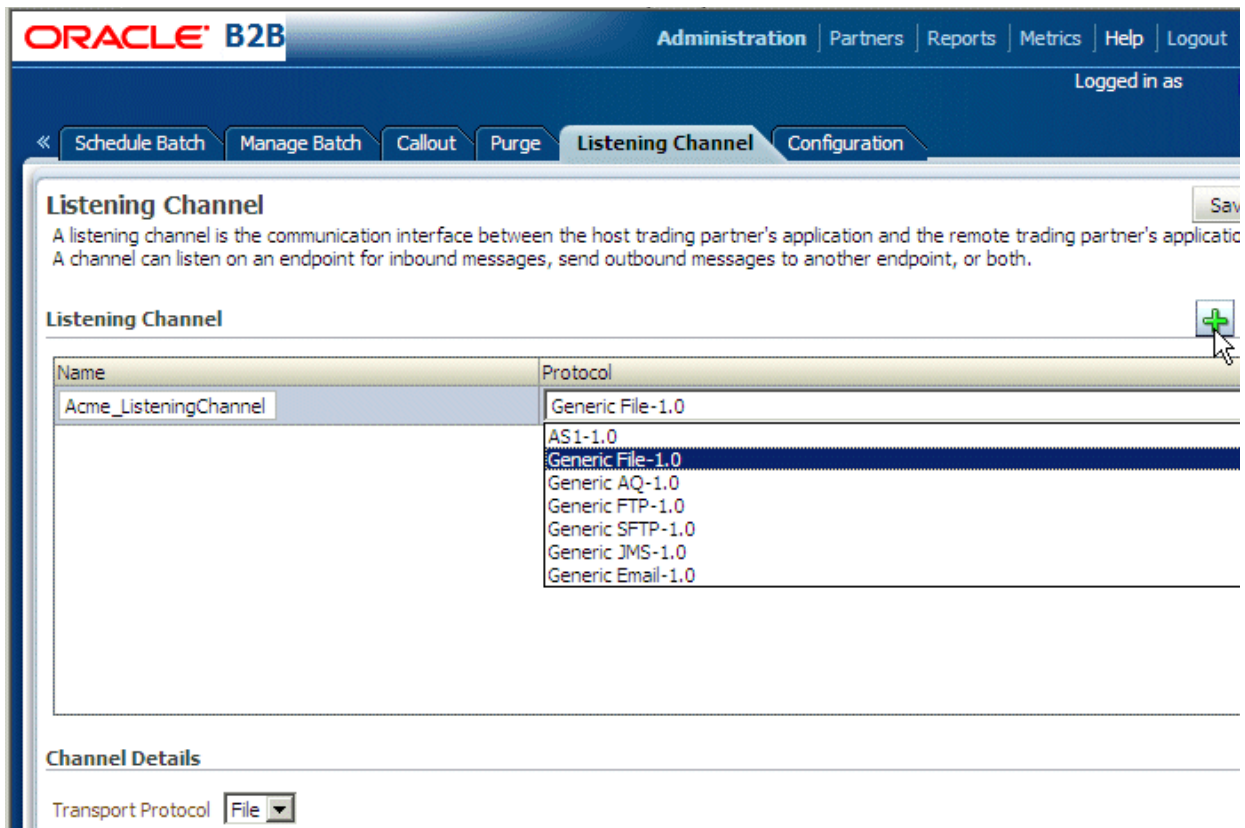 ORACLE B2B
Administration Partners Reports Metrics Help Logout
Logged in as
« Schedule Batch Manage Batch Callout Purge Listening Channel Configuration
Listening Channel
Sav
A listening channel is the communication interface between the host trading partner's application and the remote trading partner's applicatio
A channel can listen on an endpoint for inbound messages, send outbound messages to another endpoint, or both.
Listening Channel
Name Protocol
Acme_ListeningChannel Generic File-1.0
AS1-1.0
Generic File-1.0
Generic AQ-1.0
Generic FTP-1.0
Generic SFTP-1.0
Generic JMS-1.0
Generic Email-1.0
Channel Details
Transport Protocol File